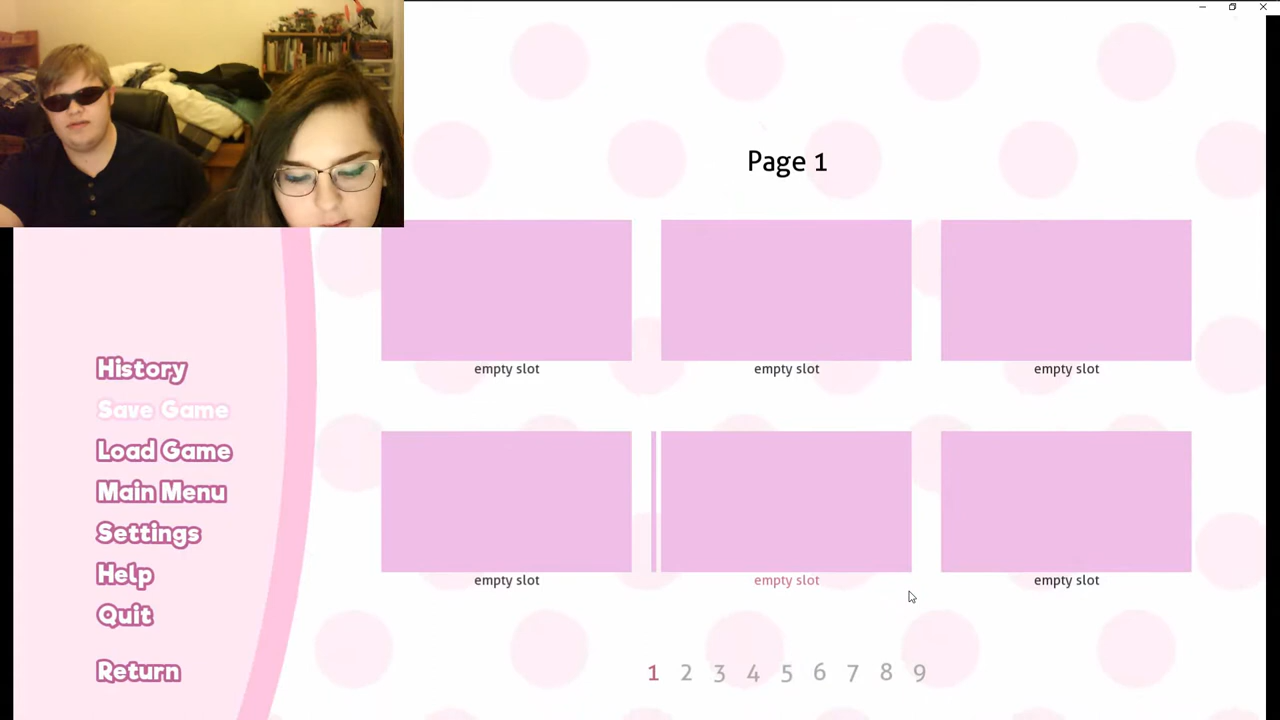 Page 1
empty slot
empty slot
empty slot
History
Save Game
Load Game
Main Menu
Settings
Help
Quit
Return
empty slot
empty slot
empty slot
1 2 3 4 5 6 7 8 9